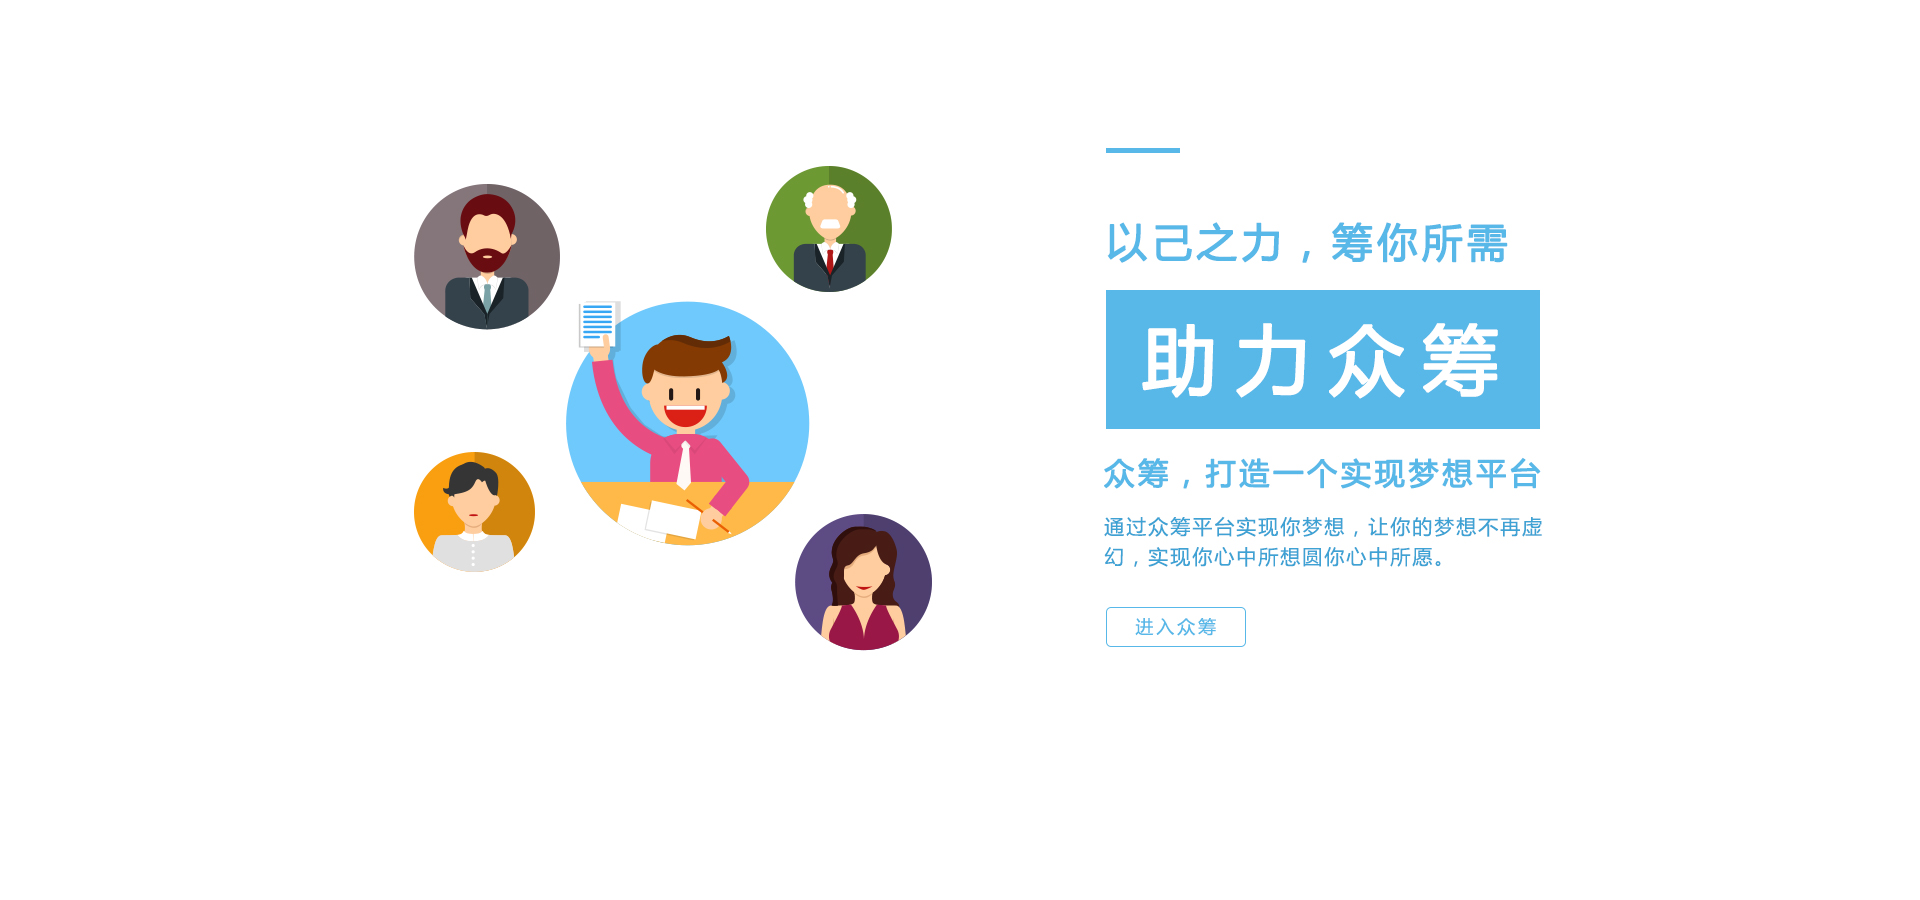 以己之力，筹你所需
助力众筹
众筹，打造一个实现梦想平台
通过众筹平台实现你梦想，让你的梦想不再虚
幻，实现你心中所想圆你心中所愿。
进入众筹